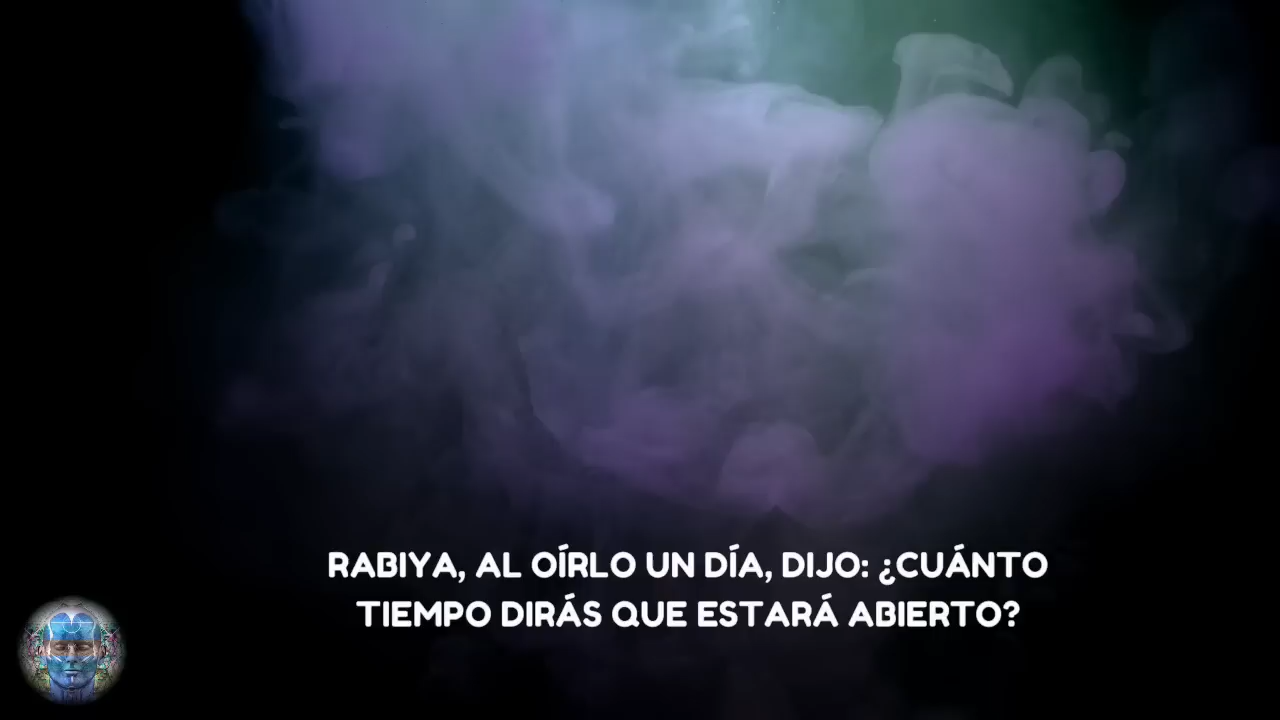 RABIYA, AL OÍRLO UN DÍA, DIJO: ¿CUÁNTO
TIEMPO DIRÁS QUE ESTARÁ ABIERTO?